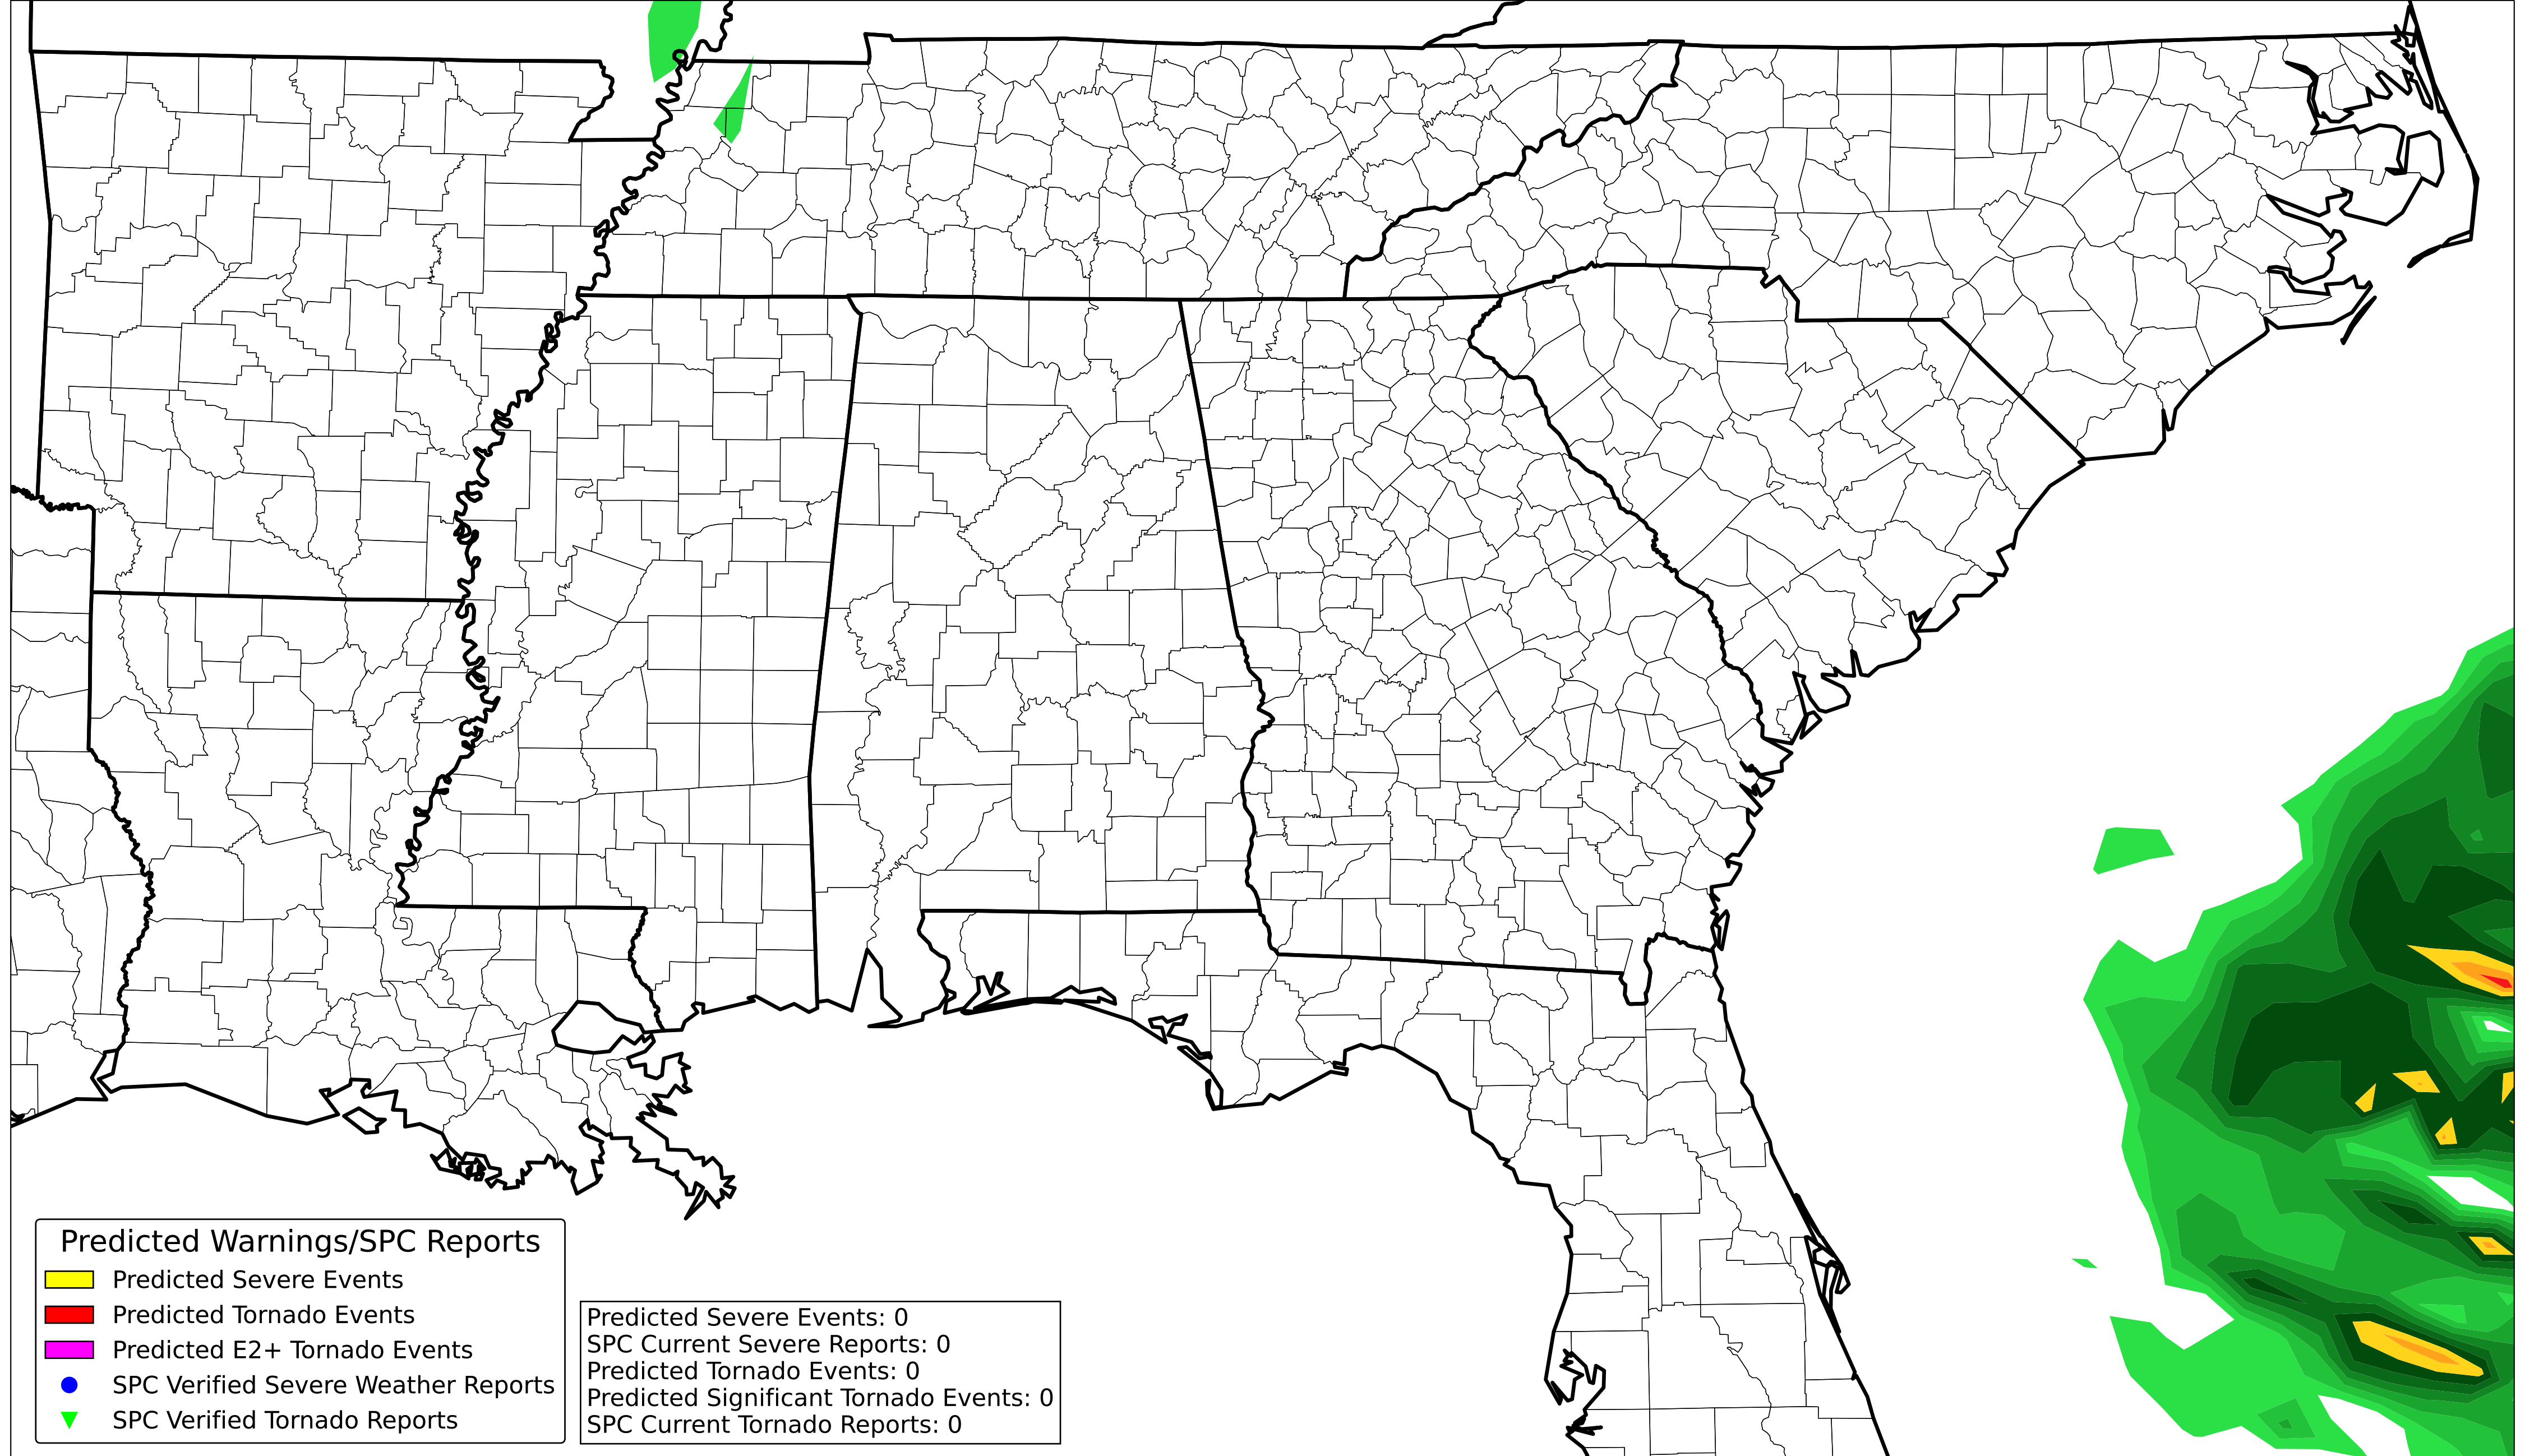 Predicted Warnings/SPC Reports
Predicted Severe Events
Predicted Tornado Events
Predicted E2+ Tornado Events
SPC Verified Severe Weather Reports
SPC Verified Tornado Reports
Predicted Severe Events: 0
SPC Current Severe Reports: 0
Predicted Tornado Events: 0
Predicted Significant Tornado Events: 0
SPC Current Tornado Reports: 0